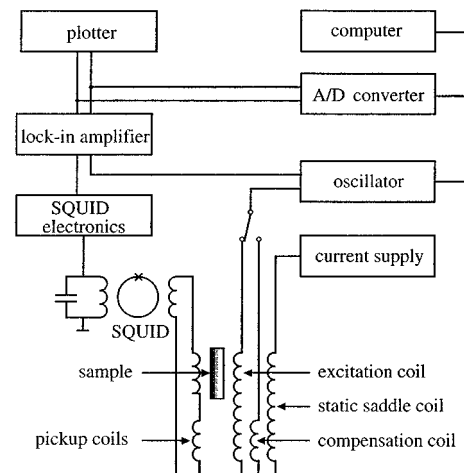 plotter
computer
A/D converter
lock-in amplifier
oscillator
SQUID
electronics
current supply
SQUID
sample
excitation coil
static saddle coil
pickup coils
compensation coil